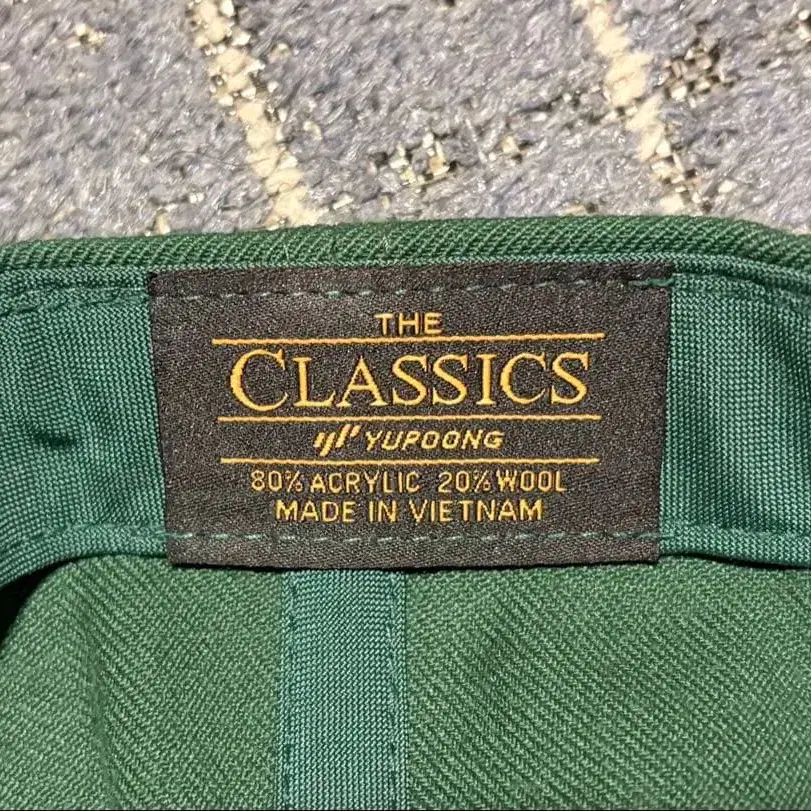 THE
CLASSICS
YUPOONG
80% ACRYLIC 20% WOOL
MADE IN VIETNAM